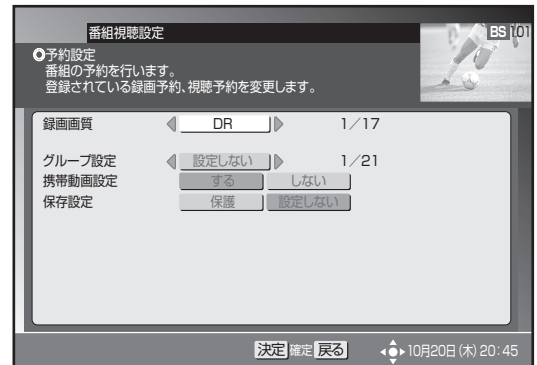 番組視聴設定
BS 101
予約設定
番組の予約を行います。
登録されている録画予約、視聴予約を変更します。
録画画質 DR 1/17
グループ設定 設定しない 1/21
携帯動画設定 する しない
保存設定 保護 設定しない
決定 確定 戻る 10月20日(木) 20:45